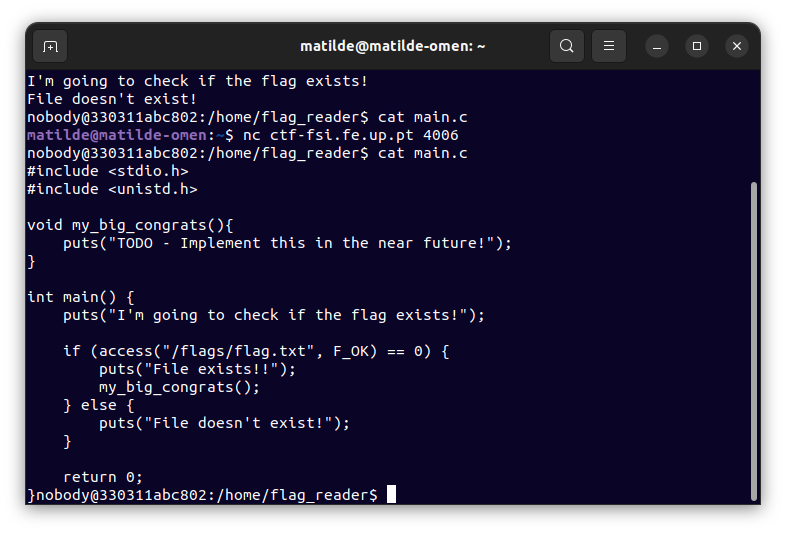 matilde@matilde-omen: ~
I'm going to check if the flag exists!
File doesn't exist!
nobody@330311abc802:/home/flag_reader$ cat main.c
matilde@matilde-omen:~$ nc ctf-fsi.fe.up.pt 4006
nobody@330311abc802:/home/flag_reader$ cat main.c
#include <stdio.h>
#include <unistd.h>

void my_big_congrats(){
    puts("TODO - Implement this in the near future!");
}

int main() {
    puts("I'm going to check if the flag exists!");

    if (access("/flags/flag.txt", F_OK) == 0) {
        puts("File exists!!");
        my_big_congrats();
    } else {
        puts("File doesn't exist!");
    }

    return 0;
}nobody@330311abc802:/home/flag_reader$